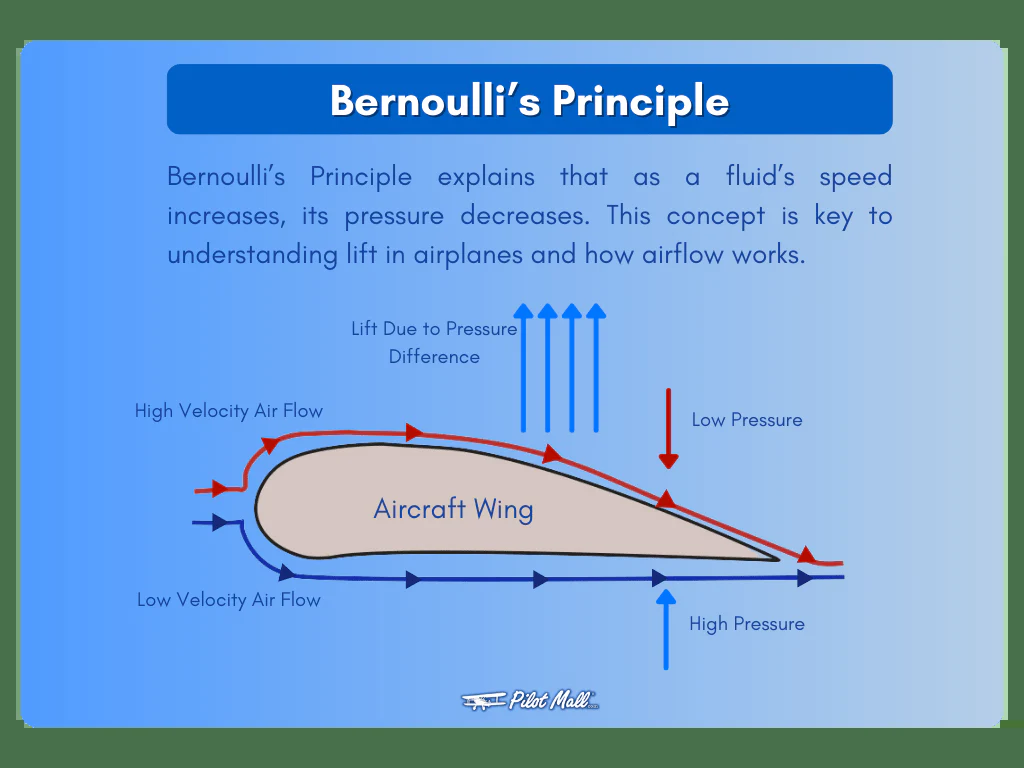 Bernoulli’s Principle
Bernoulli’s Principle explains that as a fluid’s speed
increases, its pressure decreases. This concept is key to
understanding lift in airplanes and how airflow works.
Lift Due to Pressure
Difference
High Velocity Air Flow
Low Pressure
Aircraft Wing
Low Velocity Air Flow
High Pressure
Pilot Mall